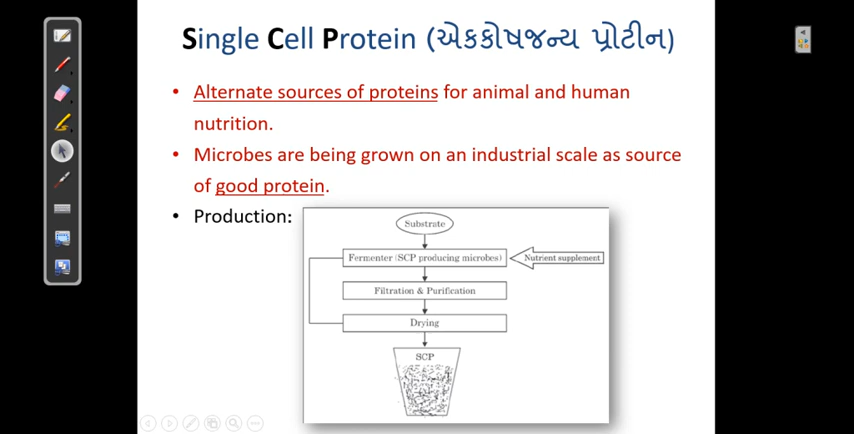 Single Cell Protein (એકકોષજન્ય પ્રોટીન)
• Alternate sources of proteins for animal and human
nutrition.
• Microbes are being grown on an industrial scale as source
of good protein.
• Production:
Substrate
Fermenter (SCP producing microbes)
Nutrient supplement
Filtration & Purification
Drying
SCP